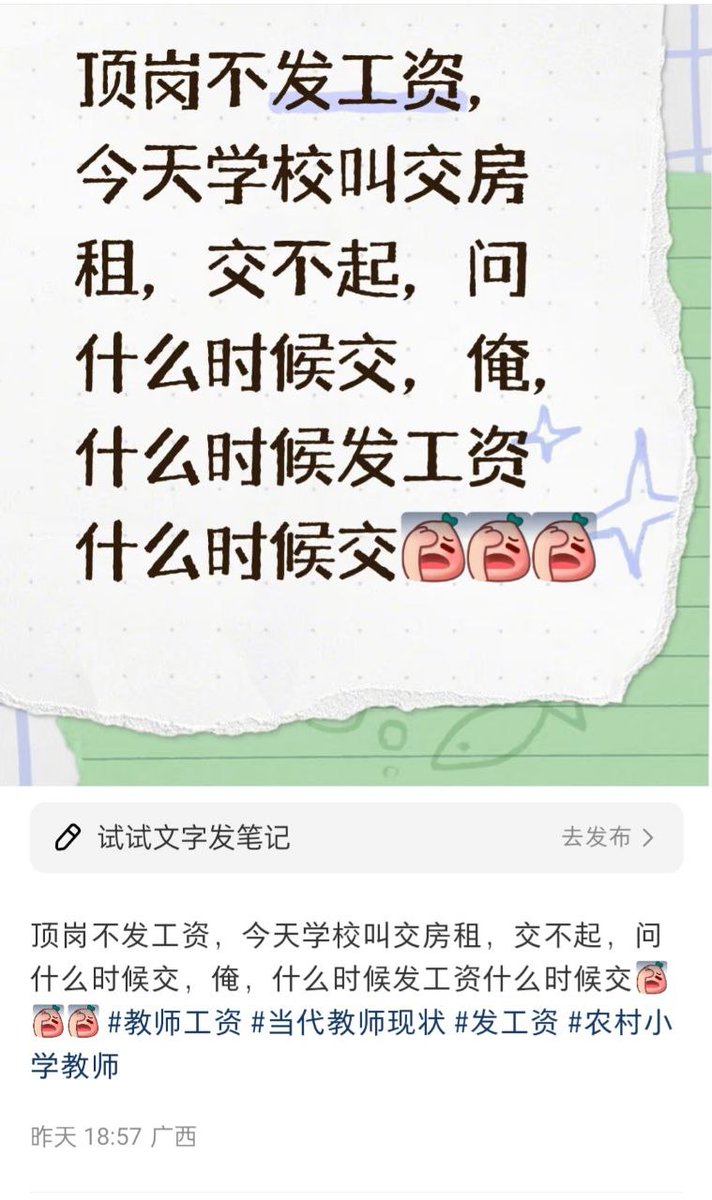 顶岗不发工资，
今天学校叫交房
租，交不起，问
什么时候交，俺，
什么时候发工资
什么时候交
试试文字发笔记
去发布
顶岗不发工资，今天学校叫交房租，交不起，问
什么时候交，俺，什么时候发工资什么时候交
#教师工资 #当代教师现状 #发工资 #农村小
学教师
昨天 18:57 广西